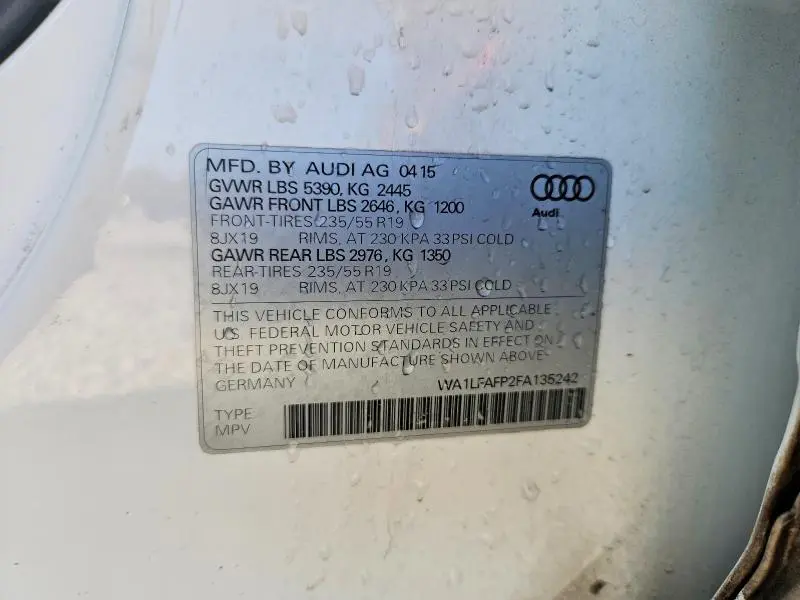 MFD. BY AUDI AG 04 15
GVWR LBS 5390, KG 2445
GAWR FRONT LBS 2646, KG 1200
FRONT-TIRES 235/55 R19
8JX19 RIMS, AT 230 KPA 33 PSI COLD
GAWR REAR LBS 2976, KG 1350
REAR-TIRES 235/55 R19
8JX19 RIMS, AT 230 KPA 33 PSI COLD
Audi
THIS VEHICLE CONFORMS TO ALL APPLICABLE
U.S. FEDERAL MOTOR VEHICLE SAFETY AND
THEFT PREVENTION STANDARDS IN EFFECT ON
THE DATE OF MANUFACTURE SHOWN ABOVE.
GERMANY WA1LFAFP2FA135242
TYPE
MPV